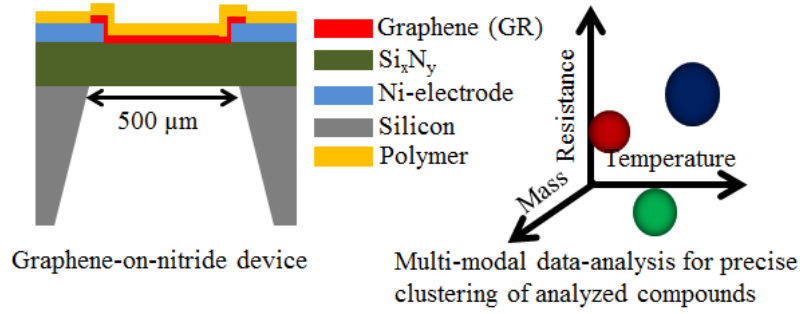 Graphene (GR)
SixNy
Ni-electrode
Silicon
Polymer
500 µm
Graphene-on-nitride device
Resistance
Temperature
Mass
Multi-modal data-analysis for precise
clustering of analyzed compounds